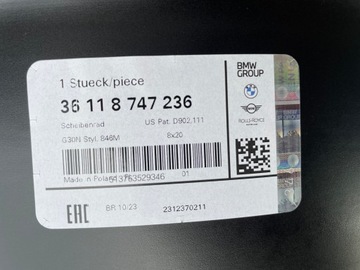 1 Stueck/piece
BMW
GROUP
36 11 8 747 236
Scheibenrad
US Pat. D902,111
G30N Styl. 846M
8x20
ROLLS-ROYCE
Made in Poland
513763529346
01
EAC
BR 10/23
2312370211